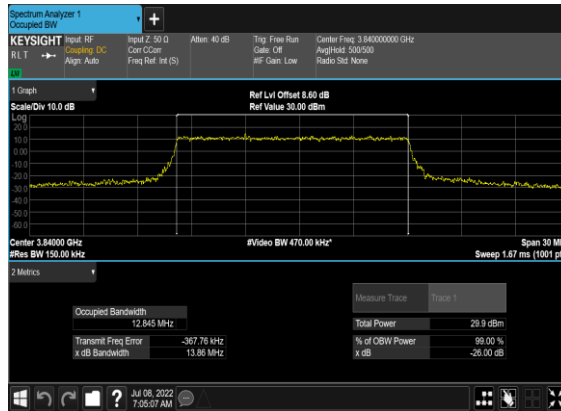 Spectrum Analyzer 1
Occupied BW
+
KEYSIGHT Input: RF Input Z: 50 Ω Atten: 40 dB Trig: Free Run Center Freq: 3.840000000 GHz
Coupling: DC Corr CCorr Gate: Off Avg|Hold: 500/500
RLT Align: Auto Freq Ref: Int (S) #IF Gain: Low Radio Std: None
1 Graph Ref Lvl Offset 8.60 dB
Scale/Div 10.0 dB Ref Value 30.00 dBm
Log
20.0
10.0
0.00
-10.0
-20.0
-30.0
-40.0
-50.0
-60.0
Center 3.84000 GHz #Video BW 470.00 kHz* Span 30 M
#Res BW 150.00 kHz Sweep 1.67 ms (1001 pt
2 Metrics
Measure Trace Trace 1
Occupied Bandwidth
12.845 MHz Total Power 29.9 dBm
Transmit Freq Error -367.76 kHz % of OBW Power 99.00 %
x dB Bandwidth 13.86 MHz x dB -26.00 dB
? Jul 08, 2022
7:05:07 AM